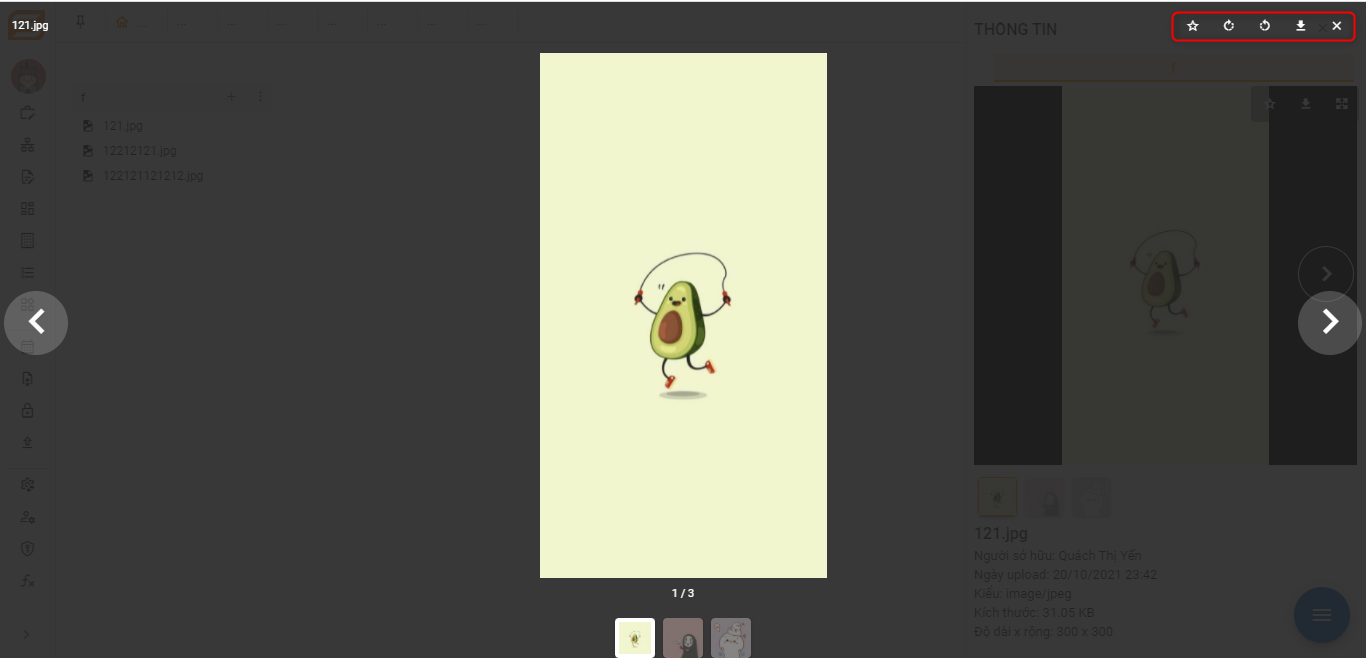 121.jpg
THÔNG TIN
f
f
121.jpg
12212121.jpg
122121121212.jpg
1 / 3
121.jpg
Người sở hữu: Quách Thị Yến
Ngày upload: 20/10/2021 23:42
Kiểu: image/jpeg
Kích thước: 31.05 KB
Độ dài x rộng: 300 x 300